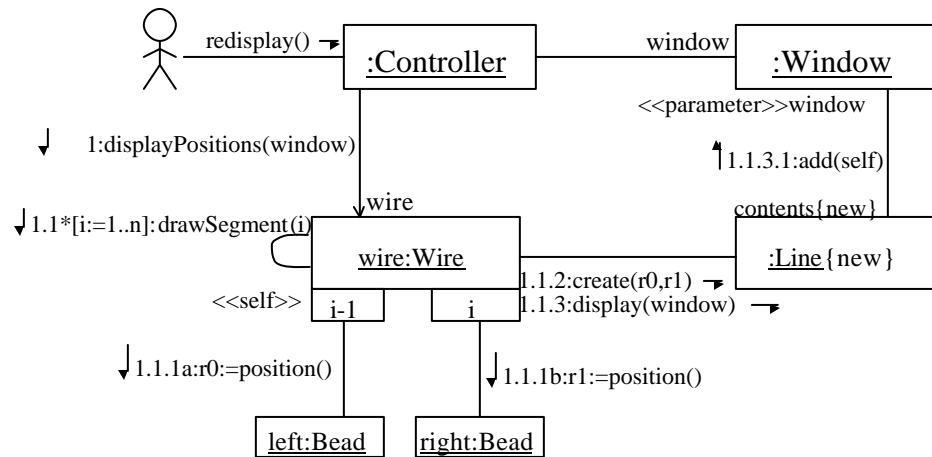 redisplay()
:Controller
window
:Window
<<parameter>>window
1:displayPositions(window)
1.1.3.1:add(self)
wire
contents{new}
1.1*[i:=1..n]:drawSegment(i)
wire:Wire
:Line{new}
1.1.2:create(r0,r1)
<<self>>
i-1
i
1.1.3:display(window)
1.1.1a:r0:=position()
1.1.1b:r1:=position()
left:Bead
right:Bead